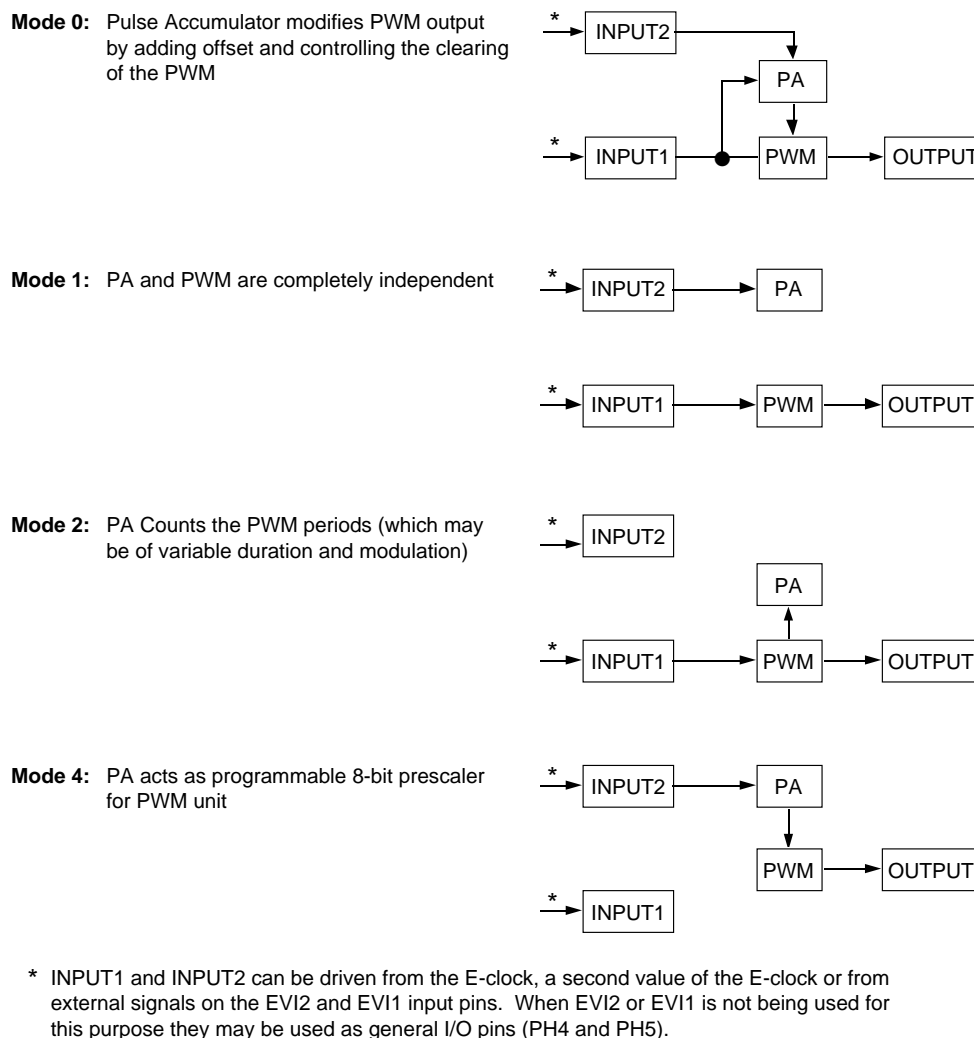 Mode 0: Pulse Accumulator modifies PWM output
by adding offset and controlling the clearing
of the PWM
* INPUT2
PA
* INPUT1 PWM OUTPUT
Mode 1: PA and PWM are completely independent
* INPUT2 PA
* INPUT1 PWM OUTPUT
Mode 2: PA Counts the PWM periods (which may
be of variable duration and modulation)
* INPUT2
PA
* INPUT1 PWM OUTPUT
Mode 4: PA acts as programmable 8-bit prescaler
for PWM unit
* INPUT2 PA
PWM OUTPUT
* INPUT1
* INPUT1 and INPUT2 can be driven from the E-clock, a second value of the E-clock or from
external signals on the EVI2 and EVI1 input pins. When EVI2 or EVI1 is not being used for
this purpose they may be used as general I/O pins (PH4 and PH5).